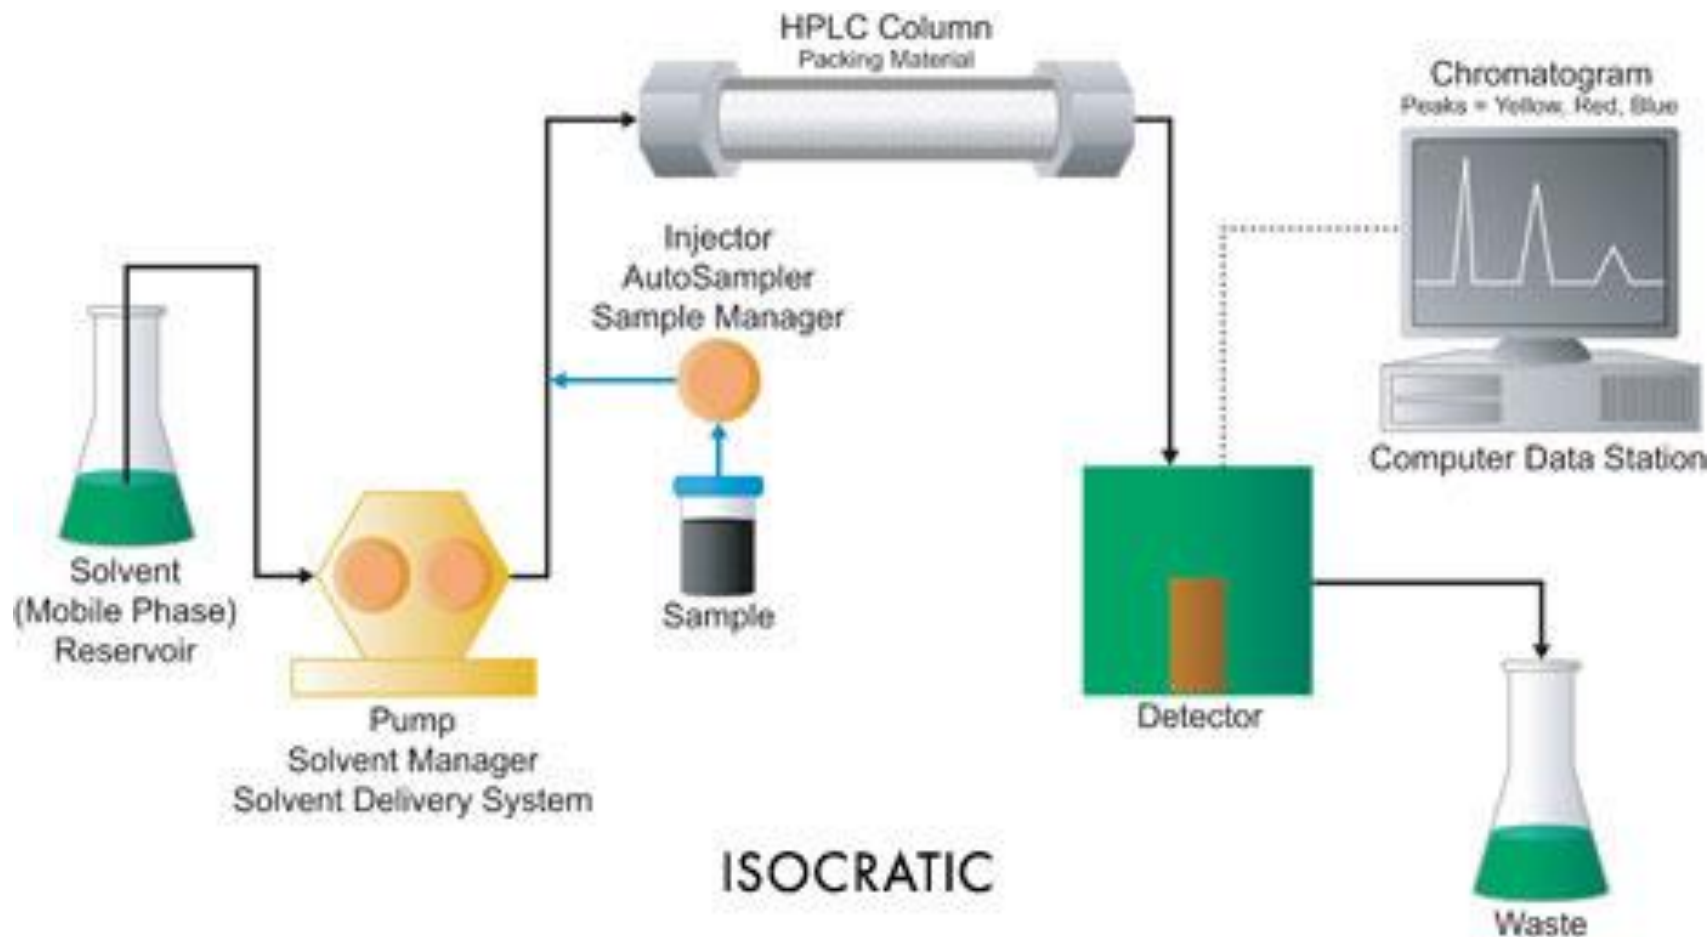 HPLC Column
Packing Material
Chromatogram
Peaks = Yellow, Red, Blue
Injector
AutoSampler
Sample Manager
Computer Data Station
Solvent
(Mobile Phase)
Reservoir
Sample
Pump
Solvent Manager
Solvent Delivery System
Detector
ISOCRATIC
Waste